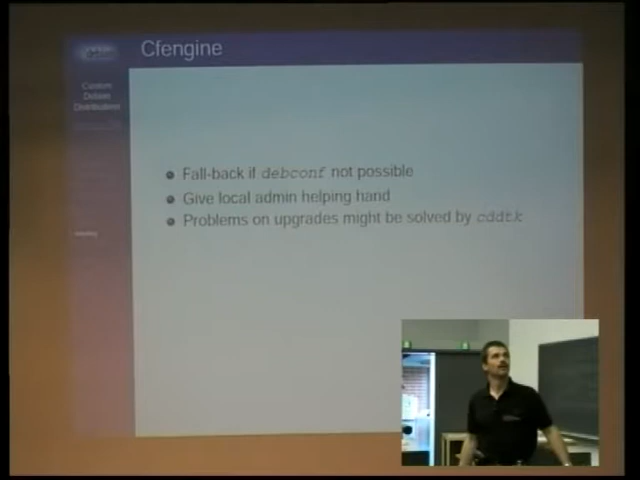 Cfengine
Custom
Debian
Distributions
Fall-back if debconf not possible
Give local admin helping hand
Problems on upgrades might be solved by cddtk